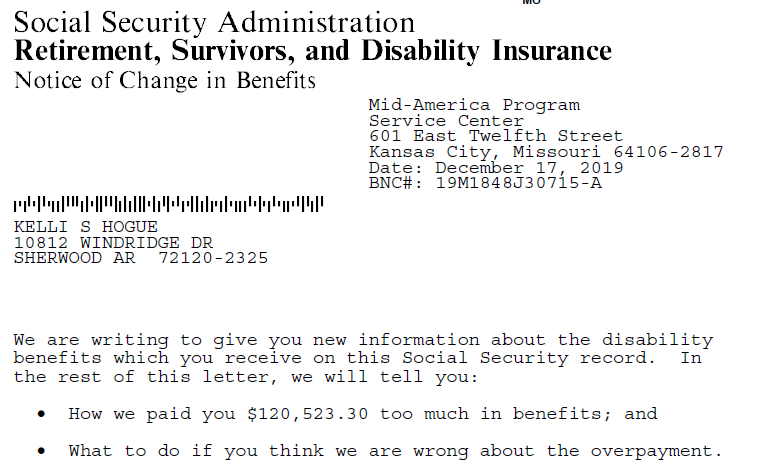 Social Security Administration
Retirement, Survivors, and Disability Insurance
Notice of Change in Benefits
Mid-America Program
Service Center
601 East Twelfth Street
Kansas City, Missouri 64106-2817
Date: December 17, 2019
BNC#: 19M1848J30715-A
KELLI S HOGUE
10812 WINDRIDGE DR
SHERWOOD AR 72120-2325
We are writing to give you new information about the disability
benefits which you receive on this Social Security record. In
the rest of this letter, we will tell you:
• How we paid you $120,523.30 too much in benefits; and
• What to do if you think we are wrong about the overpayment.